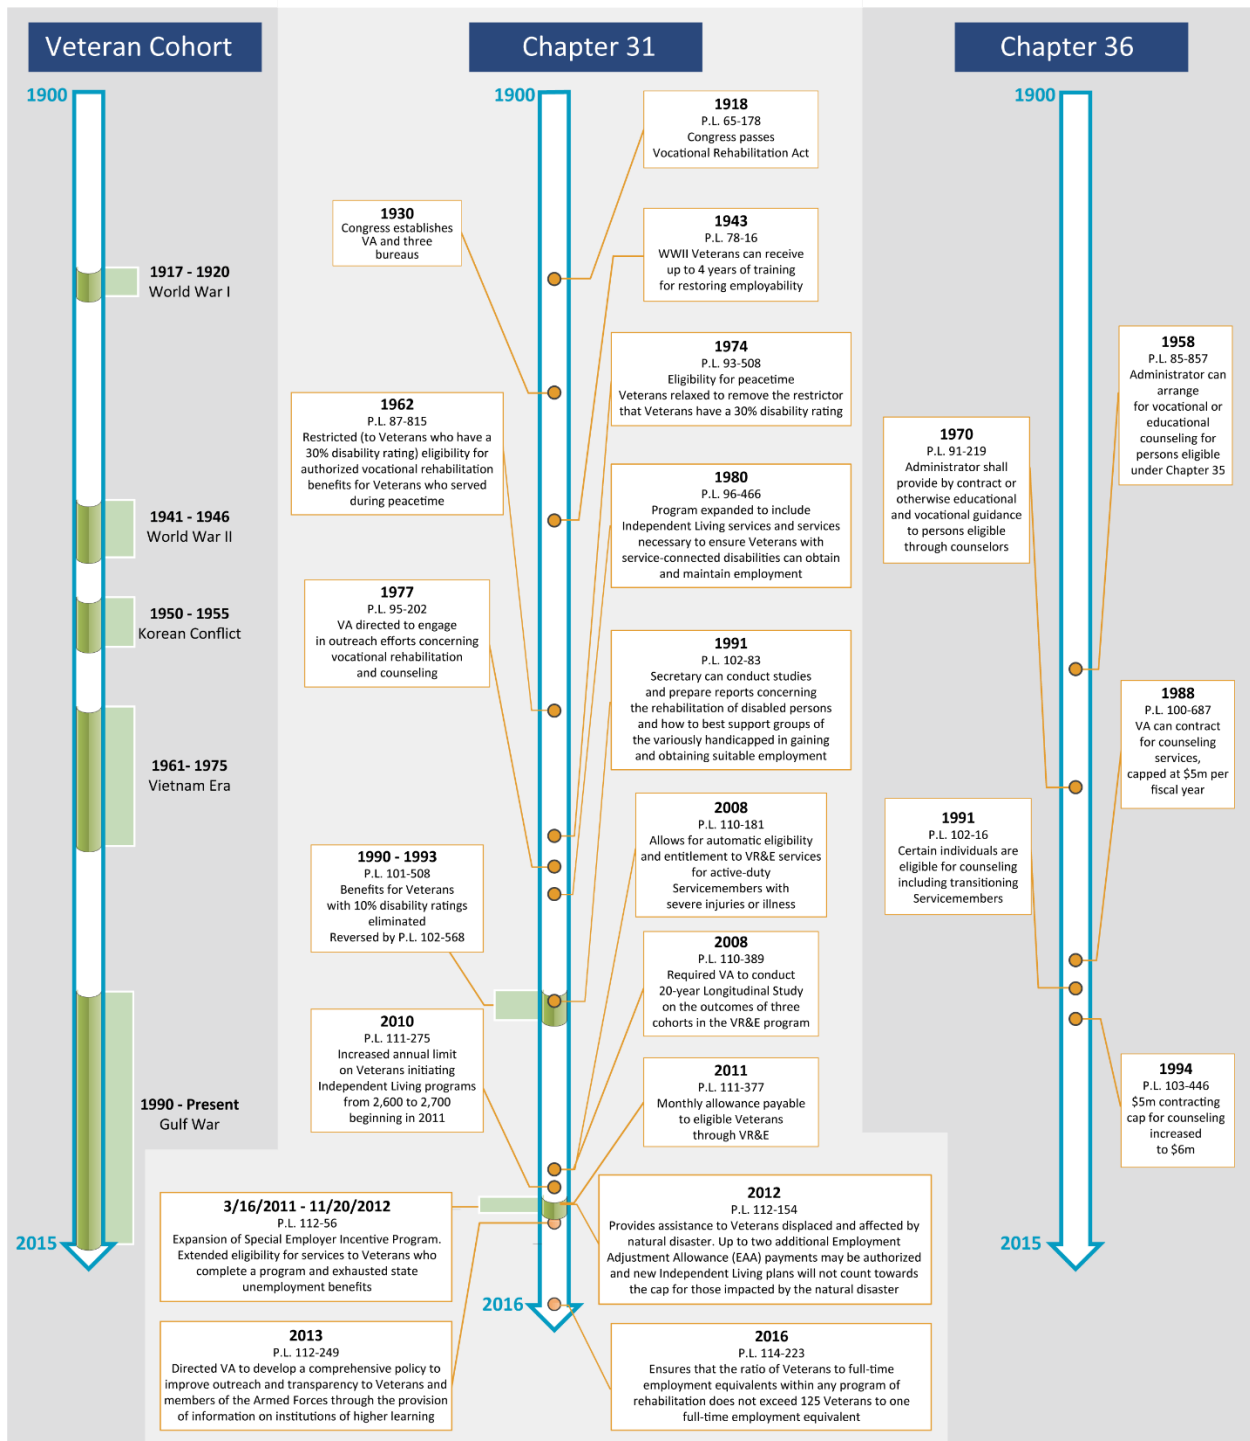 Veteran Cohort
1900
1917 - 1920
World War I
1941 - 1946
World War II
1950 - 1955
Korean Conflict
1961- 1975
Vietnam Era
1990 - Present
Gulf War
2015
Chapter 31
1900
1918
P.L. 65-178
Congress passes
Vocational Rehabilitation Act
1930
Congress establishes
VA and three
bureaus
1943
P.L. 78-16
WWII Veterans can receive
up to 4 years of training
for restoring employability
1974
P.L. 93-508
Eligibility for peacetime
Veterans relaxed to remove the restrictor
that Veterans have a 30% disability rating
1962
P.L. 87-815
Restricted (to Veterans who have a
30% disability rating) eligibility for
authorized vocational rehabilitation
benefits for Veterans who served
during peacetime
1980
P.L. 96-466
Program expanded to include
Independent Living services and services
necessary to ensure Veterans with
service-connected disabilities can obtain
and maintain employment
1977
P.L. 95-202
VA directed to engage
in outreach efforts concerning
vocational rehabilitation
and counseling
1991
P.L. 102-83
Secretary can conduct studies
and prepare reports concerning
the rehabilitation of disabled persons
and how to best support groups of
the variously handicapped in gaining
and obtaining suitable employment
2008
P.L. 110-181
Allows for automatic eligibility
and entitlement to VR&E services
for active-duty
Servicemembers with
severe injuries or illness
1990 - 1993
P.L. 101-508
Benefits for Veterans
with 10% disability ratings
eliminated
Reversed by P.L. 102-568
2008
P.L. 110-389
Required VA to conduct
20-year Longitudinal Study
on the outcomes of three
cohorts in the VR&E program
2010
P.L. 111-275
Increased annual limit
on Veterans initiating
Independent Living programs
from 2,600 to 2,700
beginning in 2011
2011
P.L. 111-377
Monthly allowance payable
to eligible Veterans
through VR&E
3/16/2011 - 11/20/2012
P.L. 112-56
Expansion of Special Employer Incentive Program.
Extended eligibility for services to Veterans who
complete a program and exhausted state
unemployment benefits
2012
P.L. 112-154
Provides assistance to Veterans displaced and affected by
natural disaster. Up to two additional Employment
Adjustment Allowance (EAA) payments may be authorized
and new Independent Living plans will not count towards
the cap for those impacted by the natural disaster
2016
2013
P.L. 112-249
Directed VA to develop a comprehensive policy to
improve outreach and transparency to Veterans and
members of the Armed Forces through the provision
of information on institutions of higher learning
2016
P.L. 114-223
Ensures that the ratio of Veterans to full-time
employment equivalents within any program of
rehabilitation does not exceed 125 Veterans to one
full-time employment equivalent
Chapter 36
1900
1958
P.L. 85-857
Administrator can
arrange
for vocational or
educational
counseling for
persons eligible
under Chapter 35
1970
P.L. 91-219
Administrator shall
provide by contract or
otherwise educational
and vocational guidance
to persons eligible
through counselors
1988
P.L. 100-687
VA can contract
for counseling
services,
capped at $5m per
fiscal year
1991
P.L. 102-16
Certain individuals are
eligible for counseling
including transitioning
Servicemembers
1994
P.L. 103-446
$5m contracting
cap for counseling
increased
to $6m
2015